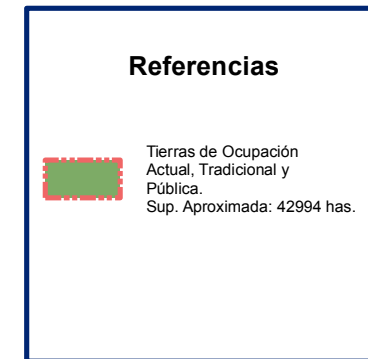 Referencias
Tierras de Ocupación
Actual, Tradicional y
Pública.
Sup. Aproximada: 42994 has.